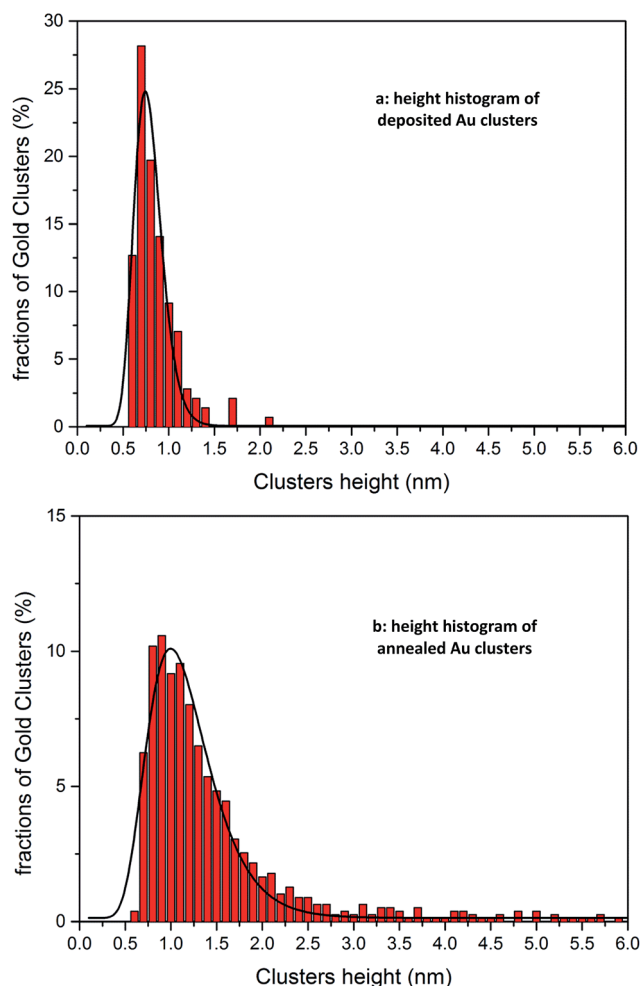 30
25
20
15
10
5
0
fractions of Gold Clusters (%)
a: height histogram of
deposited Au clusters
0.0 0.5 1.0 1.5 2.0 2.5 3.0 3.5 4.0 4.5 5.0 5.5 6.0
Clusters height (nm)
15
10
5
0
fractions of Gold Clusters (%)
b: height histogram of
annealed Au clusters
0.0 0.5 1.0 1.5 2.0 2.5 3.0 3.5 4.0 4.5 5.0 5.5 6.0
Clusters height (nm)